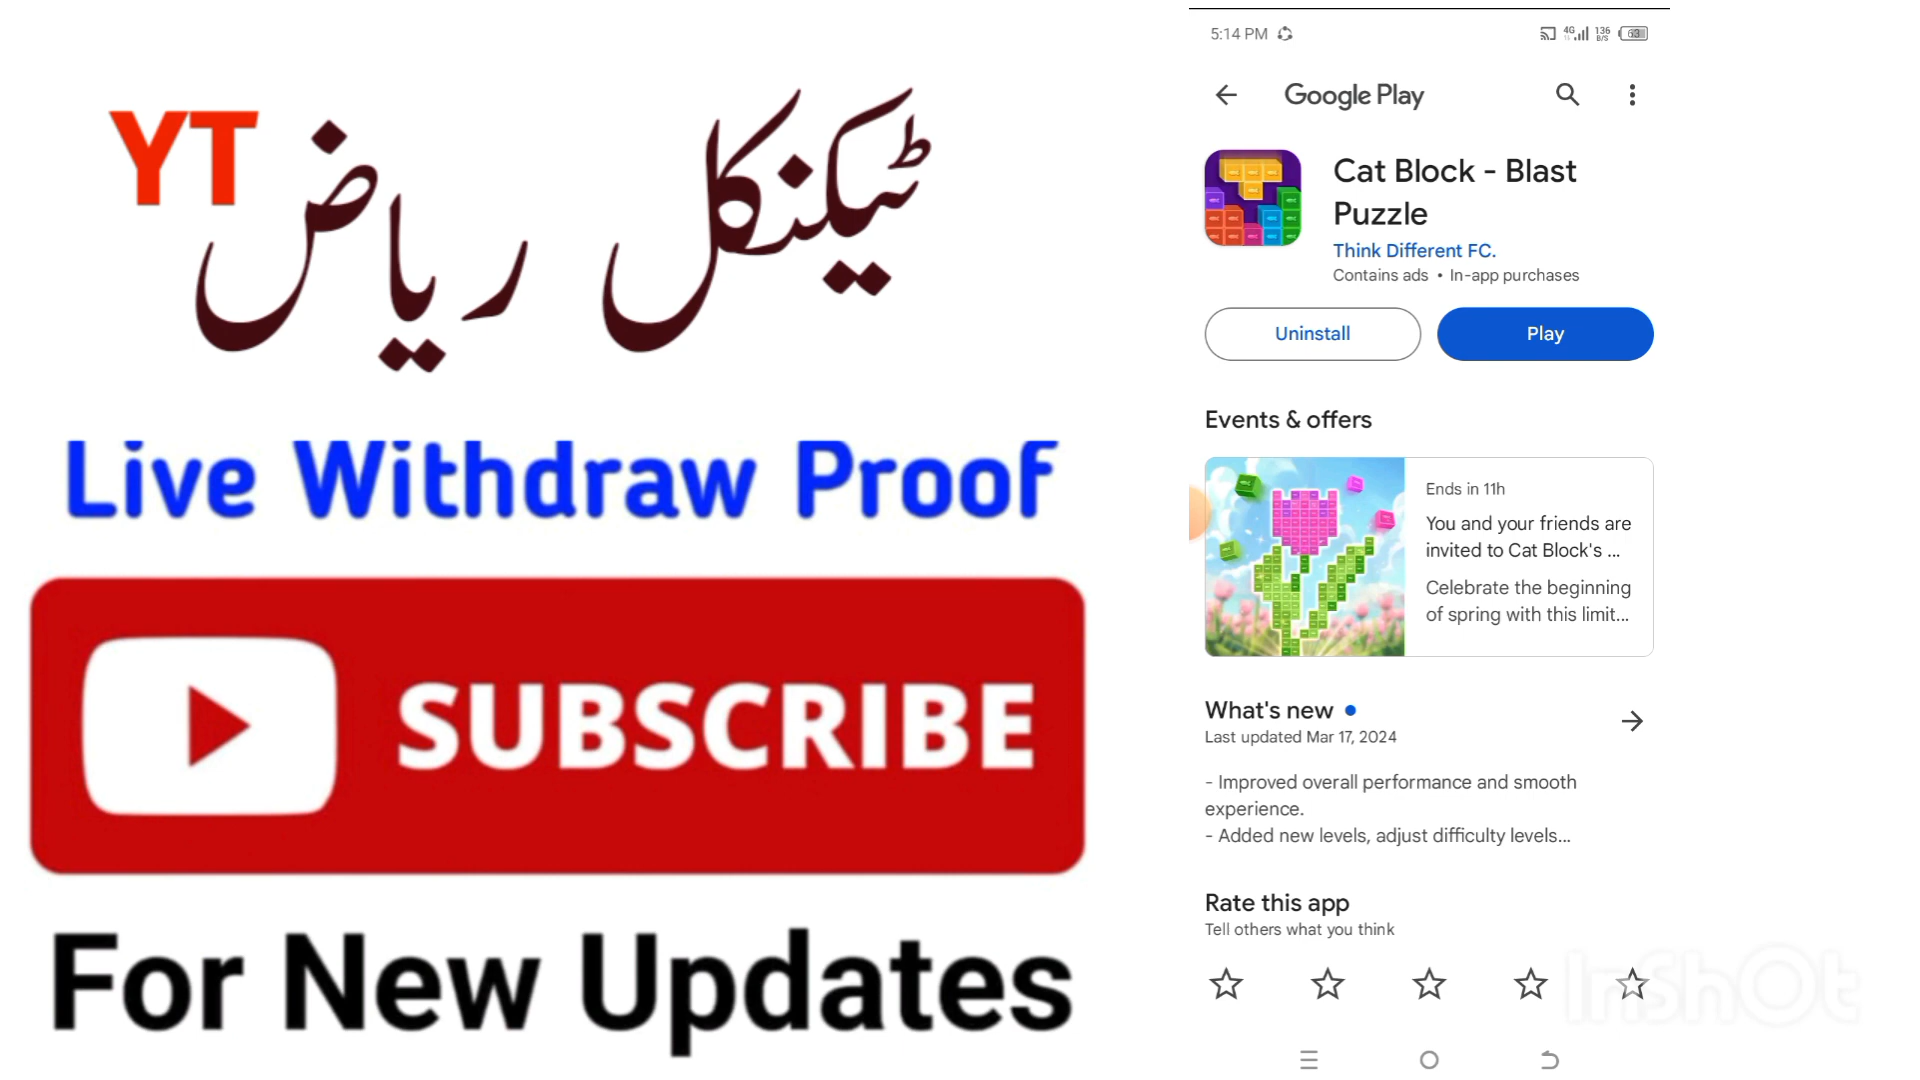 ٹیکنکل ریاض YT
Live Withdraw Proof
SUBSCRIBE
For New Updates
5:14 PM
4G
136
B/S
63
Google Play
Cat Block - Blast
Puzzle
Think Different FC.
Contains ads • In-app purchases
Uninstall
Play
Events & offers
Ends in 11h
You and your friends are
invited to Cat Block's ...
Celebrate the beginning
of spring with this limit...
What's new
Last updated Mar 17, 2024
- Improved overall performance and smooth
experience.
- Added new levels, adjust difficulty levels...
Rate this app
Tell others what you think
InShOt